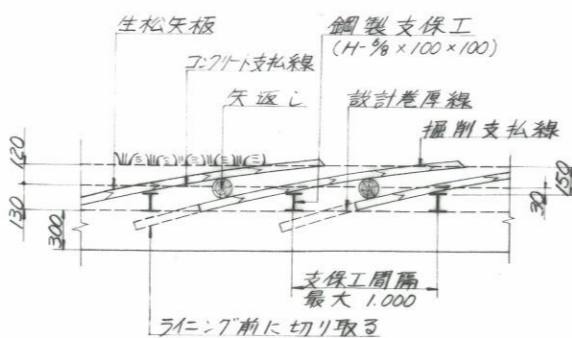 生松矢板
鋼製支保工
(H-6/8×100×100)
コンクリート支払線
矢返し
設計巻厚線
掘削支払線
120
130
300
150
30
支保工間隔
最大 1.000
ライニング前に切り取る